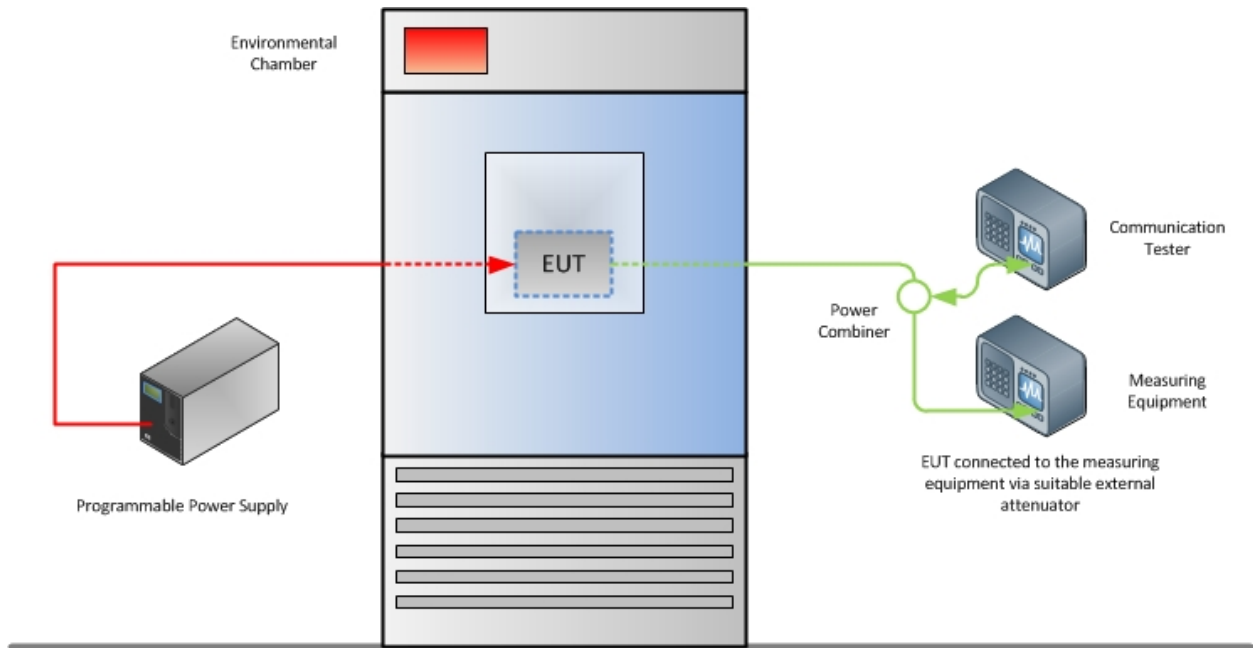 Environmental
Chamber
EUT
Communication
Tester
Power
Combiner
Measuring
Equipment
EUT connected to the measuring
equipment via suitable external
attenuator
Programmable Power Supply